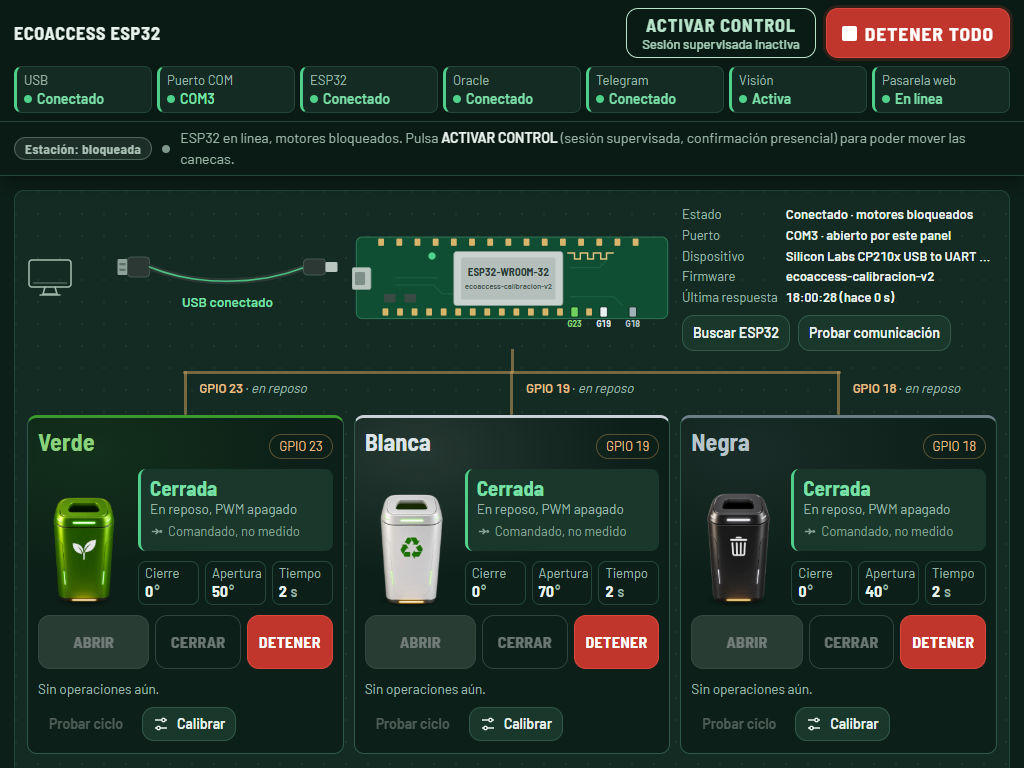 ECOACCESS ESP32
ACTIVAR CONTROL
Sesión supervisada inactiva
DETENER TODO
USB
Conectado
Puerto COM
COM3
ESP32
Conectado
Oracle
Conectado
Telegram
Conectado
Visión
Activa
Pasarela web
En línea
Estación: bloqueada
ESP32 en línea, motores bloqueados. Pulsa ACTIVAR CONTROL (sesión supervisada, confirmación presencial) para poder mover las
canecas.
USB conectado
ESP32-WROOM-32
ecoaccess-calibracion-v2
G23 G19 G18
Estado Conectado · motores bloqueados
Puerto COM3 · abierto por este panel
Dispositivo Silicon Labs CP210x USB to UART ...
Firmware ecoaccess-calibracion-v2
Última respuesta 18:00:28 (hace 0 s)
Buscar ESP32
Probar comunicación
GPIO 23 · en reposo
GPIO 19 · en reposo
GPIO 18 · en reposo
Verde
GPIO 23
Cerrada
En reposo, PWM apagado
Comandado, no medido
Cierre
0°
Apertura
50°
Tiempo
2 s
ABRIR
CERRAR
DETENER
Sin operaciones aún.
Probar ciclo
Calibrar
Blanca
GPIO 19
Cerrada
En reposo, PWM apagado
Comandado, no medido
Cierre
0°
Apertura
70°
Tiempo
2 s
ABRIR
CERRAR
DETENER
Sin operaciones aún.
Probar ciclo
Calibrar
Negra
GPIO 18
Cerrada
En reposo, PWM apagado
Comandado, no medido
Cierre
0°
Apertura
40°
Tiempo
2 s
ABRIR
CERRAR
DETENER
Sin operaciones aún.
Probar ciclo
Calibrar